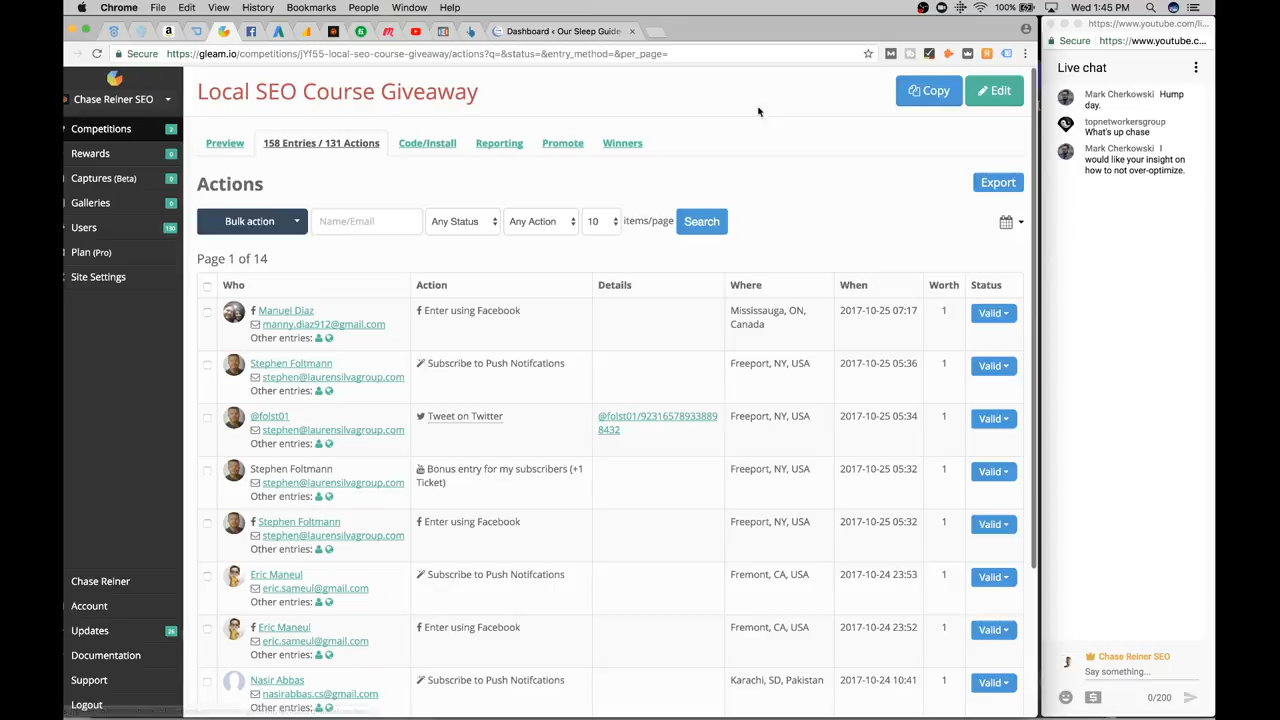 Chrome File Edit View History Bookmarks People Window Help
100% Wed 1:45 PM
Dashboard ‹ Our Sleep Guide
Secure https://gleam.io/competitions/jYf55-local-seo-course-giveaway/actions?q=&status=&entry_method=&per_page=
Chase Reiner SEO
Competitions 2
Rewards 0
Captures (Beta) 0
Galleries 0
Users 130
Plan (Pro)
Site Settings
Chase Reiner
Account
Updates 26
Documentation
Support
Logout
Local SEO Course Giveaway
Copy Edit
Preview 158 Entries / 131 Actions Code/Install Reporting Promote Winners
Actions
Export
Bulk action Name/Email Any Status Any Action 10 items/page Search
Page 1 of 14
Who Action Details Where When Worth Status
Manuel Diaz Enter using Facebook Mississauga, ON, 2017-10-25 07:17 1 Valid
manny.diaz912@gmail.com Canada
Other entries:
Stephen Foltmann Subscribe to Push Notifcations Freeport, NY, USA 2017-10-25 05:36 1 Valid
stephen@laurensilvagroup.com
Other entries:
@folst01 Tweet on Twitter @folst01/92316578933889 Freeport, NY, USA 2017-10-25 05:34 1 Valid
stephen@laurensilvagroup.com 8432
Other entries:
Stephen Foltmann Bonus entry for my subscribers (+1 Freeport, NY, USA 2017-10-25 05:32 1 Valid
stephen@laurensilvagroup.com Ticket)
Other entries:
Stephen Foltmann Enter using Facebook Freeport, NY, USA 2017-10-25 05:32 1 Valid
stephen@laurensilvagroup.com
Other entries:
Eric Maneul Subscribe to Push Notifcations Fremont, CA, USA 2017-10-24 23:53 1 Valid
eric.sameul@gmail.com
Other entries:
Eric Maneul Enter using Facebook Fremont, CA, USA 2017-10-24 23:52 1 Valid
eric.sameul@gmail.com
Other entries:
Nasir Abbas Subscribe to Push Notifcations Karachi, SD, Pakistan 2017-10-24 10:41 1 Valid
nasirabbas.cs@gmail.com
Other entries:
https://www.youtube.com/li...
Secure https://www.youtube.c...
Live chat
Mark Cherkowski Hump
day.
topnetworkersgroup
What's up chase
Mark Cherkowski I
would like your insight on
how to not over-optimize.
Chase Reiner SEO
Say something...
0/200